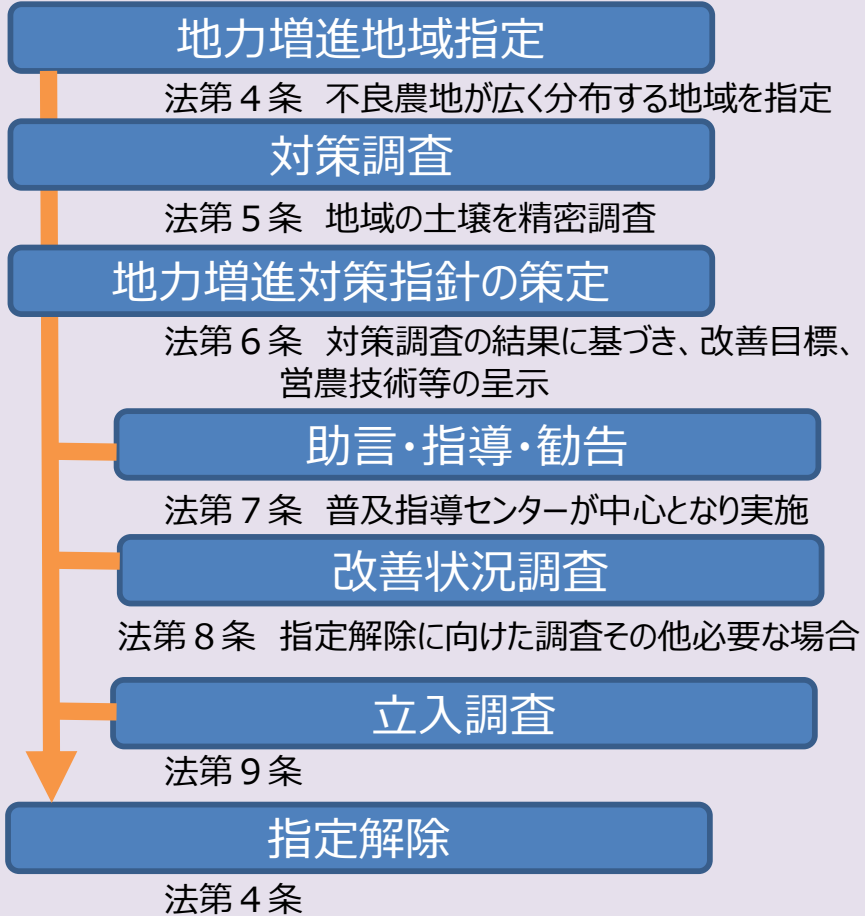 地力増進地域指定
法第４条 不良農地が広く分布する地域を指定
対策調査
法第５条 地域の土壌を精密調査
地力増進対策指針の策定
法第６条 対策調査の結果に基づき、改善目標、
営農技術等の呈示
助言・指導・勧告
法第７条 普及指導センターが中心となり実施
改善状況調査
法第８条 指定解除に向けた調査その他必要な場合
立入調査
法第９条
指定解除
法第４条